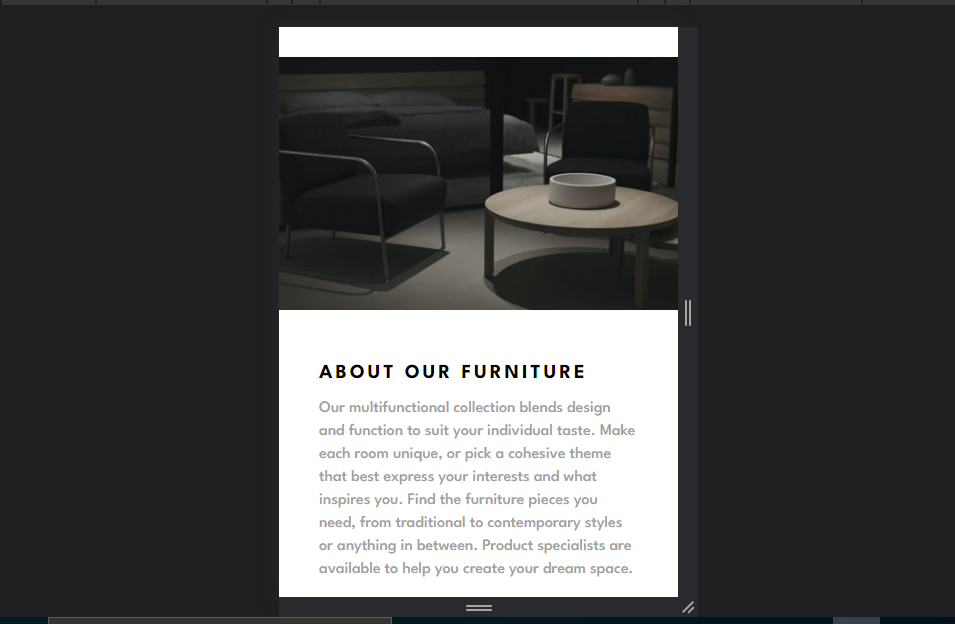 ABOUT OUR FURNITURE
Our multifunctional collection blends design
and function to suit your individual taste. Make
each room unique, or pick a cohesive theme
that best express your interests and what
inspires you. Find the furniture pieces you
need, from traditional to contemporary styles
or anything in between. Product specialists are
available to help you create your dream space.